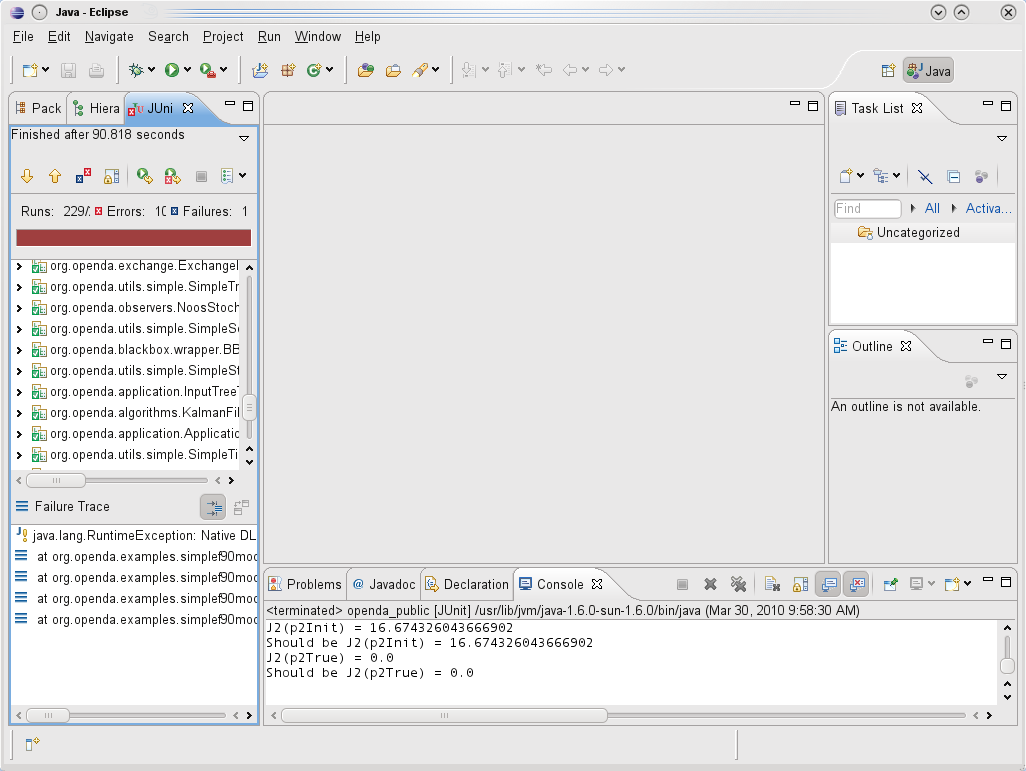 Java - Eclipse
File Edit Navigate Search Project Run Window Help
Java
Pack Hiera JUni
Finished after 90.818 seconds
Runs: 229/ Errors: 10 Failures: 1
org.openda.exchange.Exchange
org.openda.utils.simple.SimpleTr
org.openda.observers.NoosStoch
org.openda.utils.simple.SimpleSe
org.openda.blackbox.wrapper.BB
org.openda.utils.simple.SimpleSt
org.openda.application.InputTree
org.openda.algorithms.KalmanFil
org.openda.application.Applicatio
org.openda.utils.simple.SimpleTi
Failure Trace
java.lang.RuntimeException: Native DL
at org.openda.examples.simplef90moc
at org.openda.examples.simplef90moc
at org.openda.examples.simplef90moc
at org.openda.examples.simplef90moc
Task List
Find All Activa...
Uncategorized
Outline
An outline is not available.
Problems @ Javadoc Declaration Console
<terminated> openda_public [JUnit] /usr/lib/jvm/java-1.6.0-sun-1.6.0/bin/java (Mar 30, 2010 9:58:30 AM)
J2(p2Init) = 16.674326043666902
Should be J2(p2Init) = 16.674326043666902
J2(p2True) = 0.0
Should be J2(p2True) = 0.0